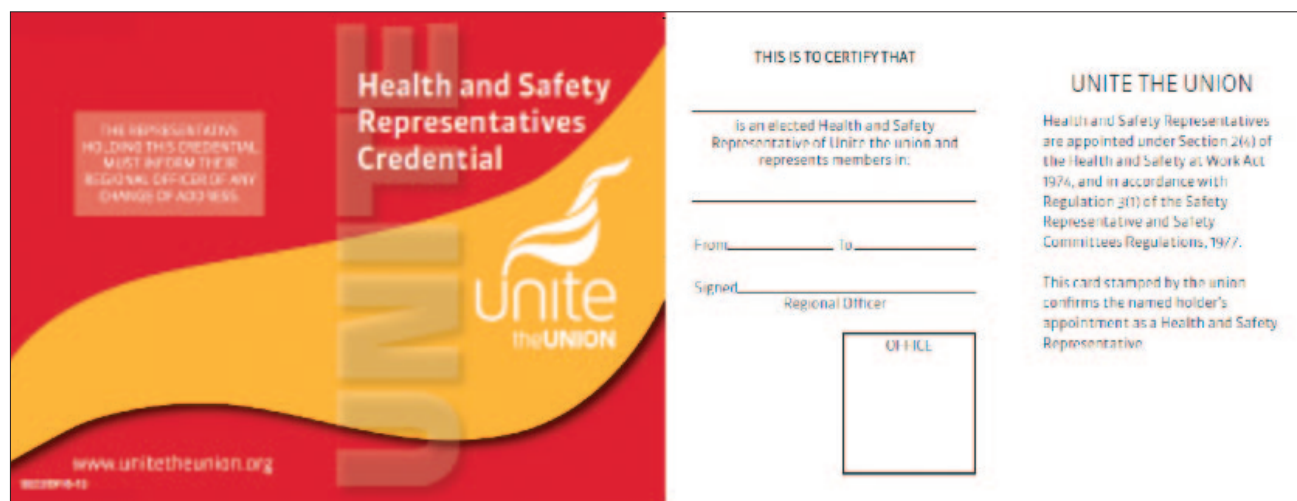 THE REPRESENTATIVE
HOLDING THIS CREDENTIAL
MUST INFORM THEIR
REGIONAL OFFICER OF ANY
CHANGE OF ADDRESS.
www.unitetheunion.org
UNITE
Health and Safety
Representatives
Credential
unite
theUNION
THIS IS TO CERTIFY THAT
is an elected Health and Safety
Representative of Unite the union and
represents members in:
From To
Signed
Regional Officer
OFFICE
UNITE THE UNION
Health and Safety Representatives
are appointed under Section 2(4) of
the Health and Safety at Work Act
1974, and in accordance with
Regulation 3(1) of the Safety
Representative and Safety
Committees Regulations, 1977.
This card stamped by the union
confirms the named holder's
appointment as a Health and Safety
Representative